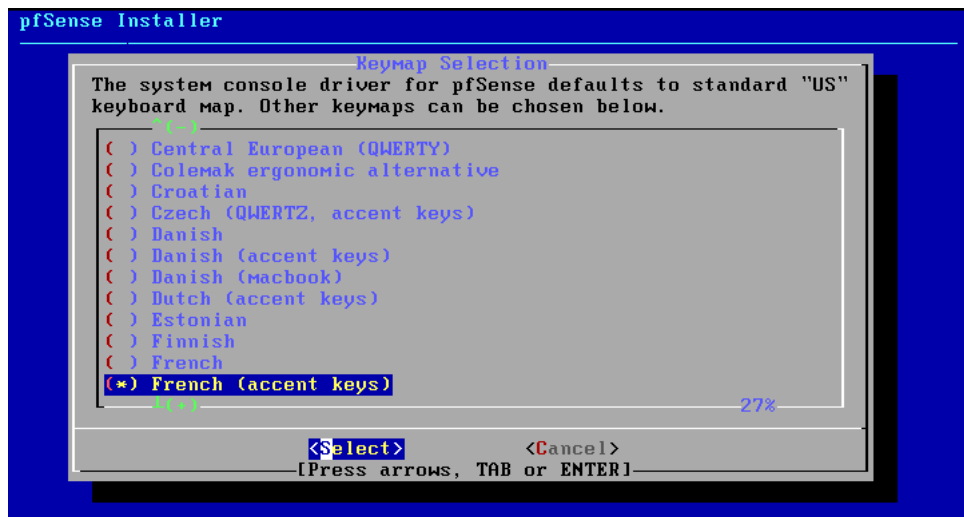 pfSense Installer
Keymap Selection
The system console driver for pfSense defaults to standard "US"
keyboard map. Other keymaps can be chosen below.
^(-)
( ) Central European (QWERTY)
( ) Colemak ergonomic alternative
( ) Croatian
( ) Czech (QWERTZ, accent keys)
( ) Danish
( ) Danish (accent keys)
( ) Danish (macbook)
( ) Dutch (accent keys)
( ) Estonian
( ) Finnish
( ) French
(*) French (accent keys)
(+) 27%
<Select> <Cancel>
[Press arrows, TAB or ENTER]